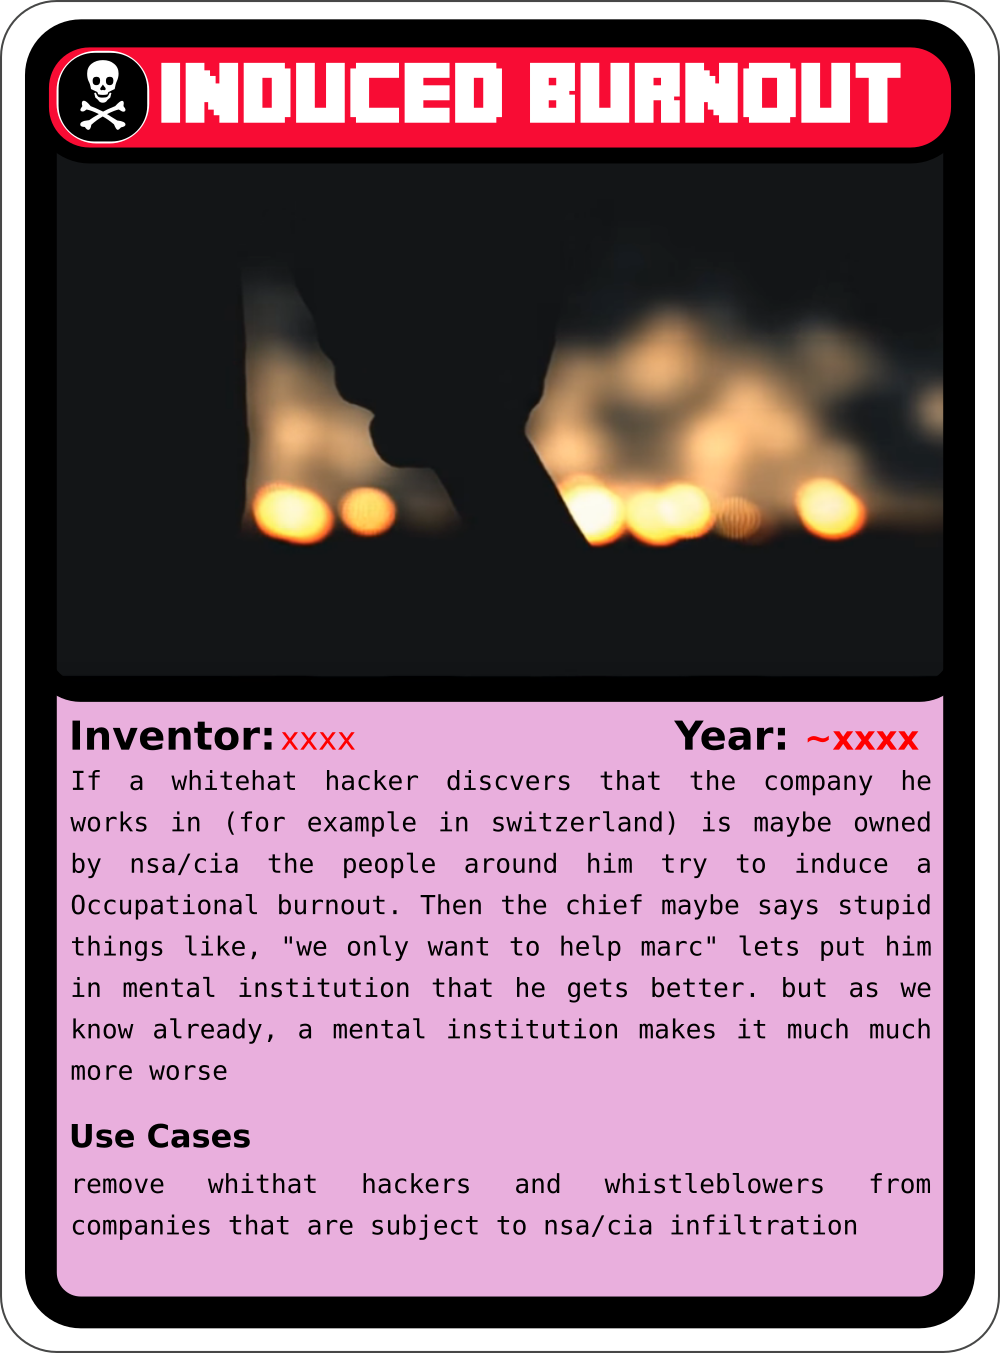 INDUCED BURNOUT
Inventor: xxxx Year: ~xxxx
If a whitehat hacker discvers that the company he
works in (for example in switzerland) is maybe owned
by nsa/cia the people around him try to induce a
Occupational burnout. Then the chief maybe says stupid
things like, "we only want to help marc" lets put him
in mental institution that he gets better. but as we
know already, a mental institution makes it much much
more worse
Use Cases
remove whithat hackers and whistleblowers from
companies that are subject to nsa/cia infiltration